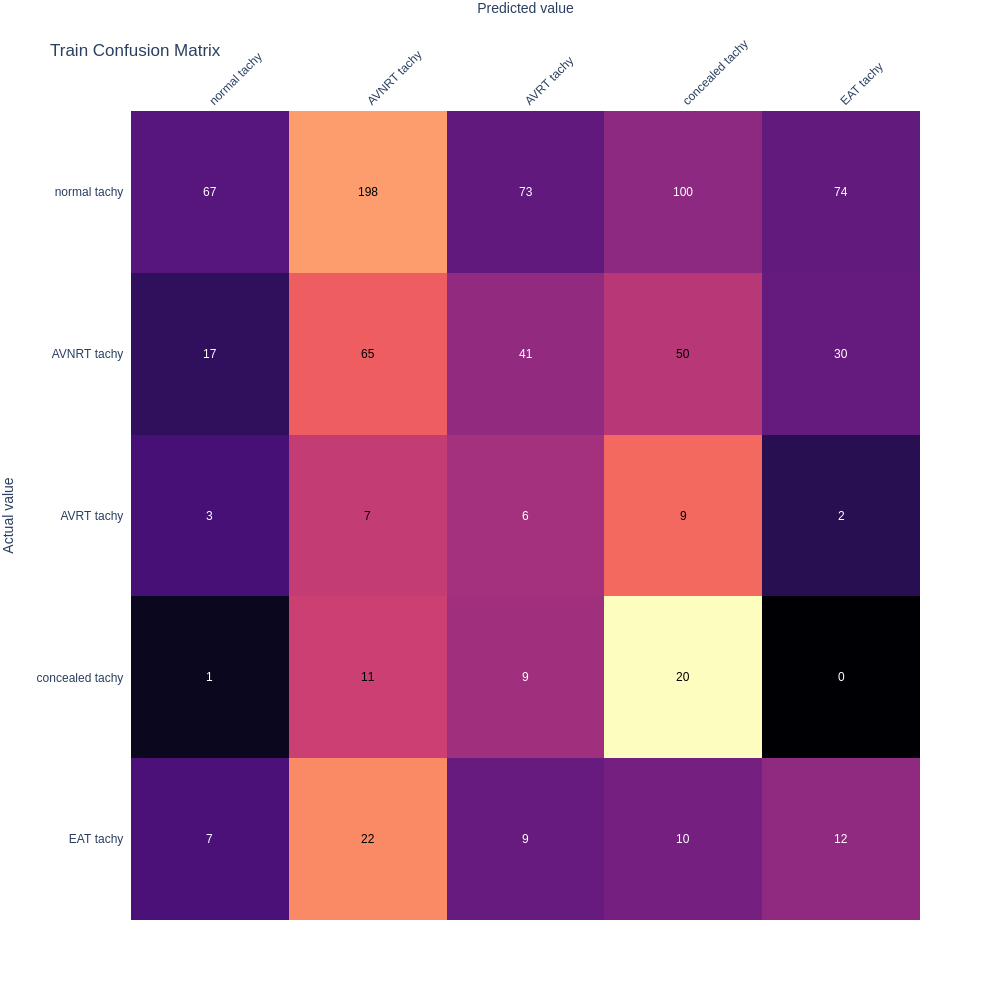 Predicted value
Train Confusion Matrix
normal tachy
AVNRT tachy
AVRT tachy
concealed tachy
EAT tachy
normal tachy 67 198 73 100 74
AVNRT tachy 17 65 41 50 30
Actual value
AVRT tachy 3 7 6 9 2
concealed tachy 1 11 9 20 0
EAT tachy 7 22 9 10 12